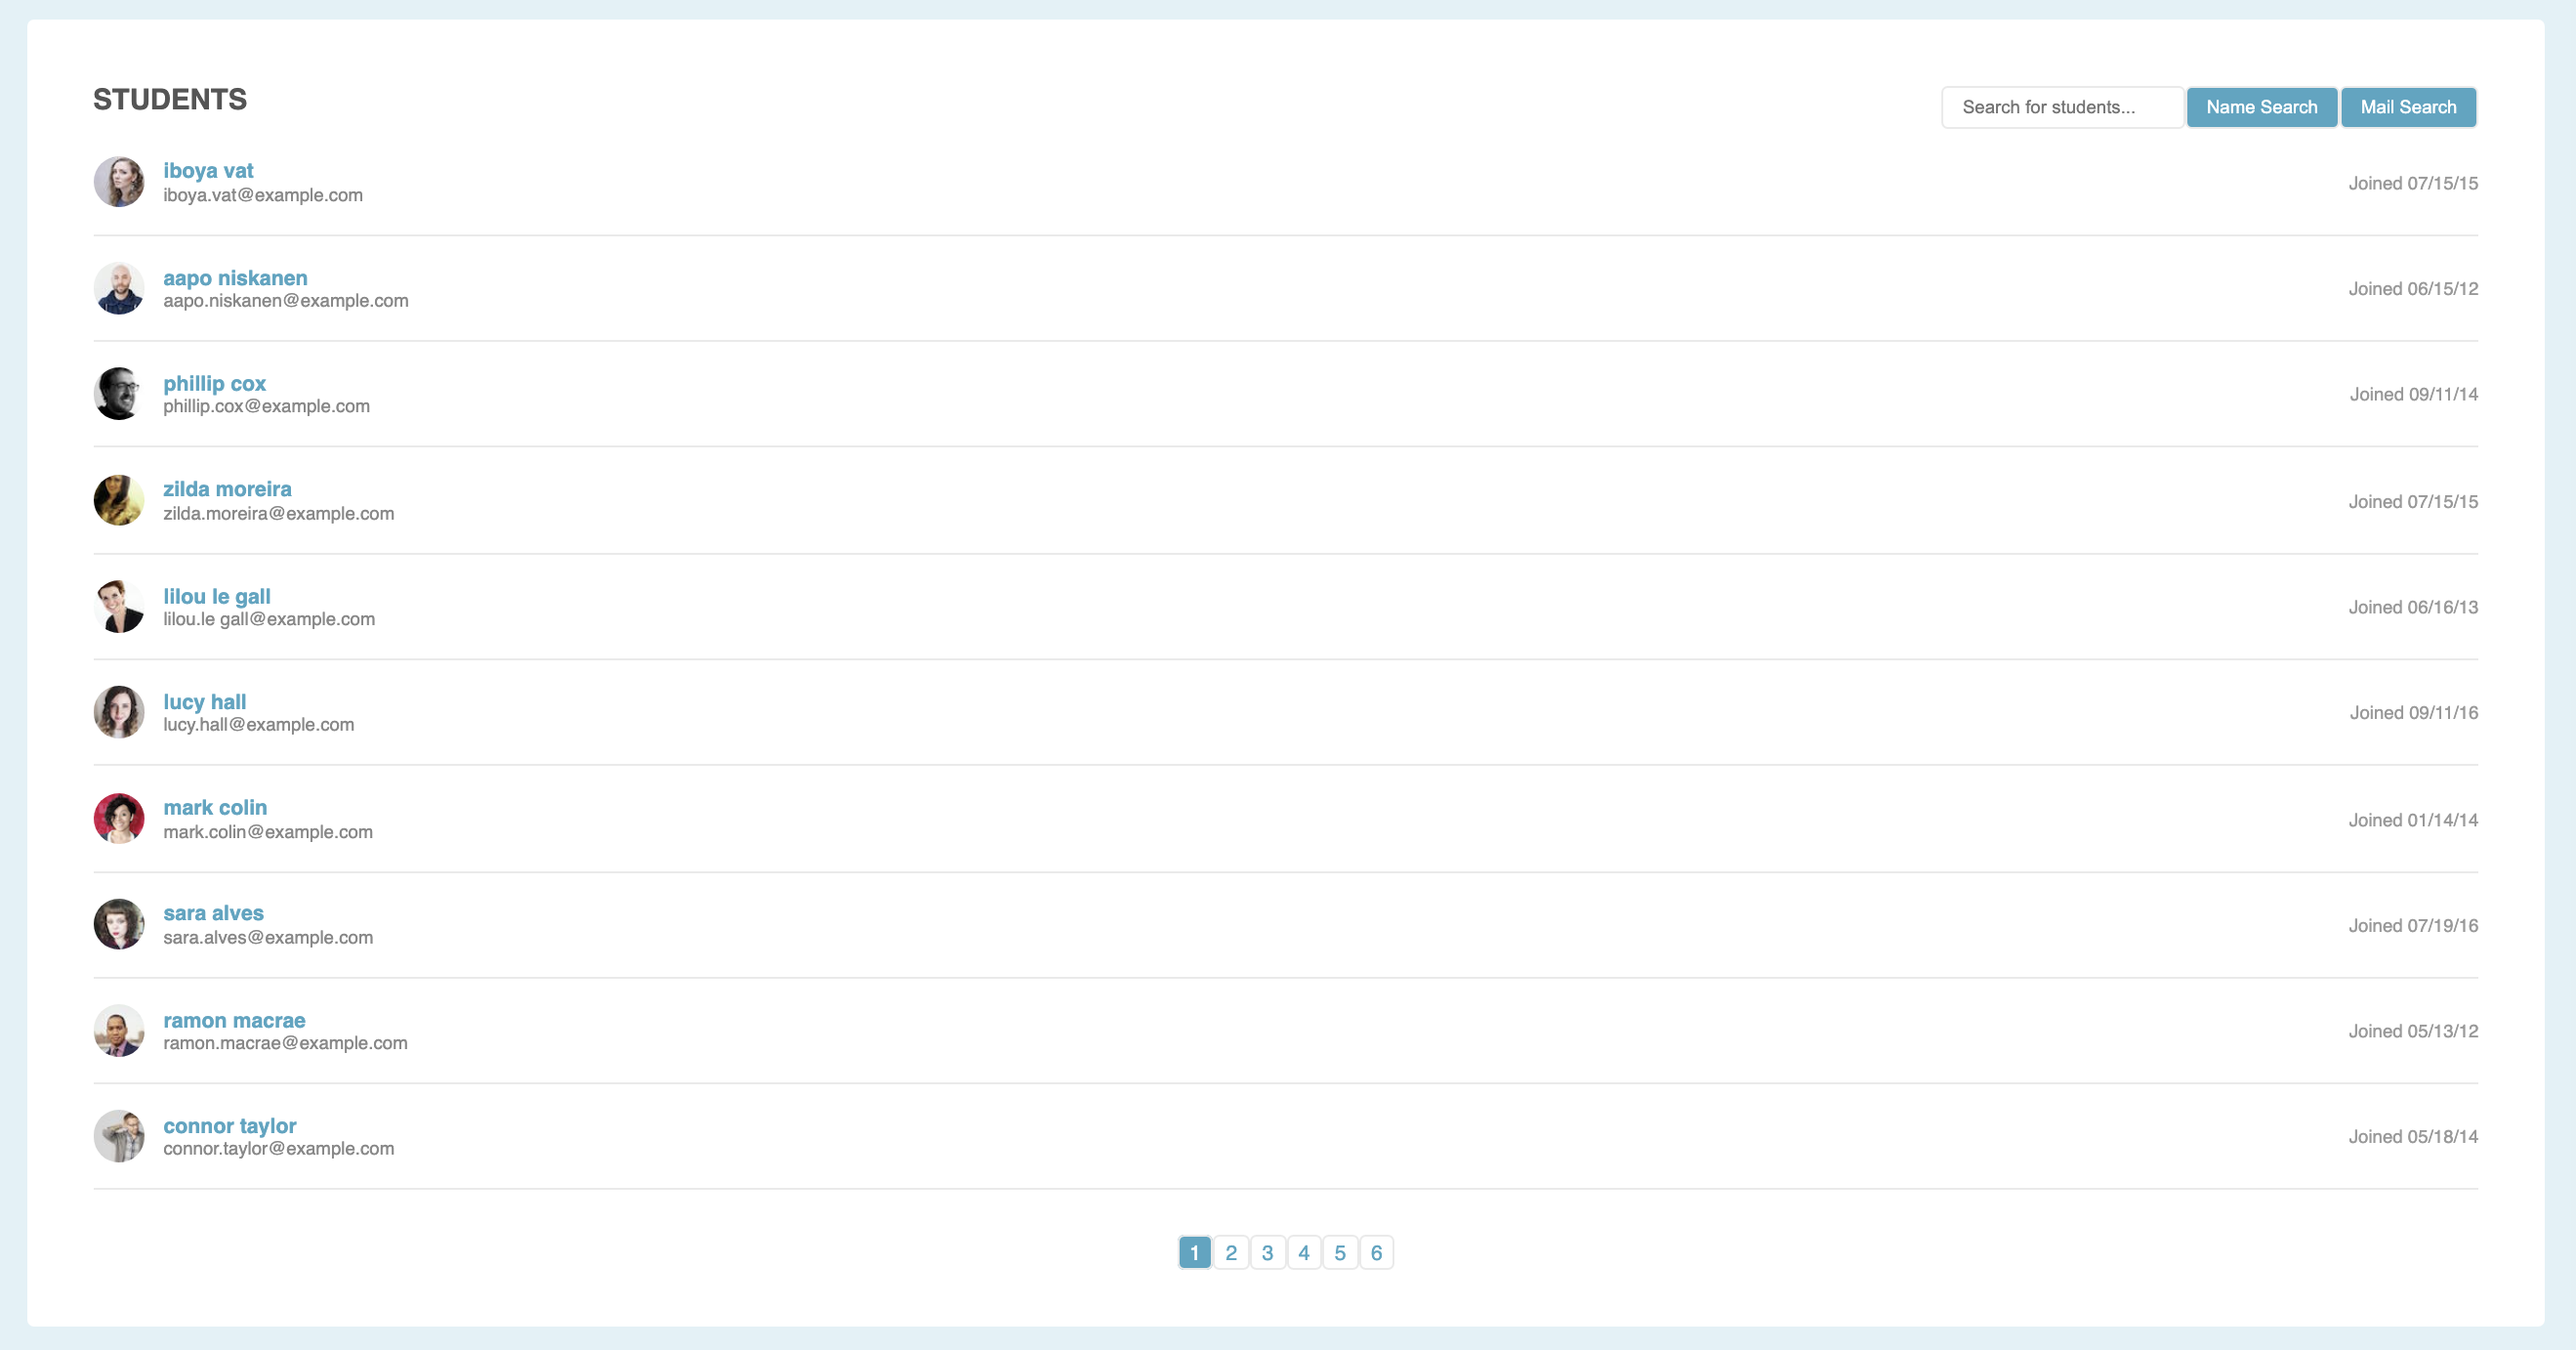 STUDENTS
Search for students... Name Search Mail Search
iboya vat
iboya.vat@example.com
Joined 07/15/15
aapo niskanen
aapo.niskanen@example.com
Joined 06/15/12
phillip cox
phillip.cox@example.com
Joined 09/11/14
zilda moreira
zilda.moreira@example.com
Joined 07/15/15
lilou le gall
lilou.le gall@example.com
Joined 06/16/13
lucy hall
lucy.hall@example.com
Joined 09/11/16
mark colin
mark.colin@example.com
Joined 01/14/14
sara alves
sara.alves@example.com
Joined 07/19/16
ramon macrae
ramon.macrae@example.com
Joined 05/13/12
connor taylor
connor.taylor@example.com
Joined 05/18/14
1 2 3 4 5 6